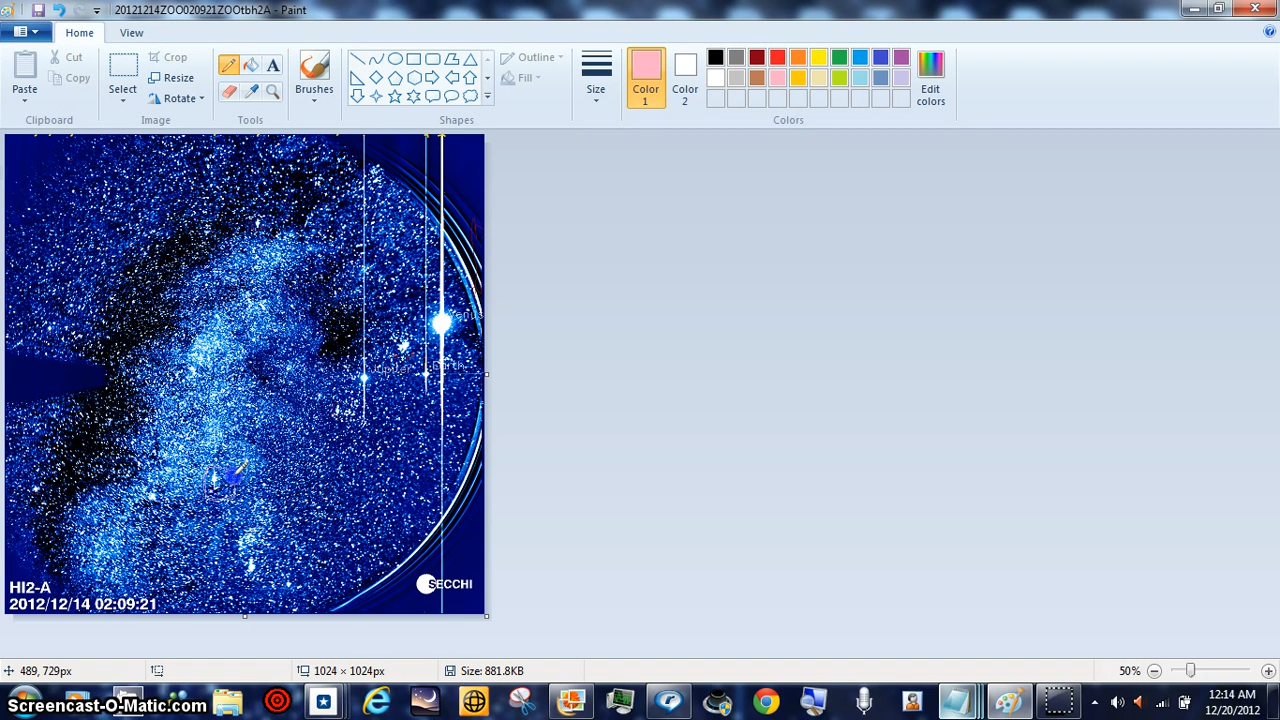 20121214ZOO020921ZOOtbh2A - Paint
Home View
Paste
Cut
Copy
Clipboard
Select
Crop
Resize
Rotate
Image
Tools
Brushes
Shapes
Outline
Fill
Size
Color 1
Color 2
Colors
Edit colors
Jupiter
Earth
HI2-A
2012/12/14 02:09:21
SECCHI
489, 729px
1024 × 1024px
Size: 881.8KB
50%
Screencast-O-Matic.com
12:14 AM
12/20/2012